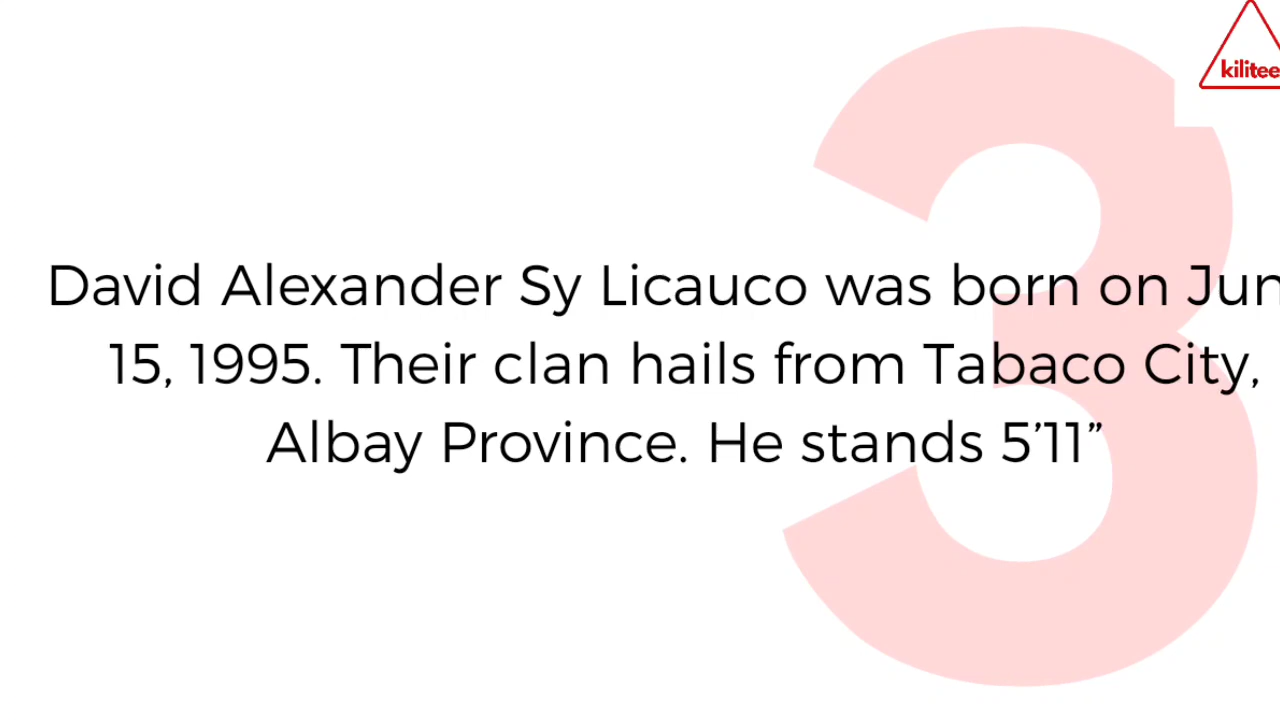 3
kilitee
David Alexander Sy Licauco was born on Jun
15, 1995. Their clan hails from Tabaco City,
Albay Province. He stands 5’11”